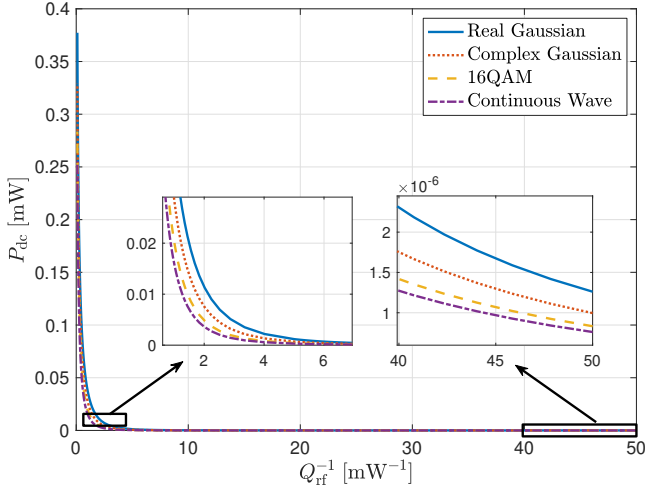 0.4
0.35
0.3
0.25
0.2
0.15
0.1
0.05
0
P_dc [mW]
Real Gaussian
Complex Gaussian
16QAM
Continuous Wave
0.02
0.01
0
2 4 6
×10^-6
2
1.5
1
40 45 50
0 10 20 30 40 50
Q_rf^-1 [mW^-1]